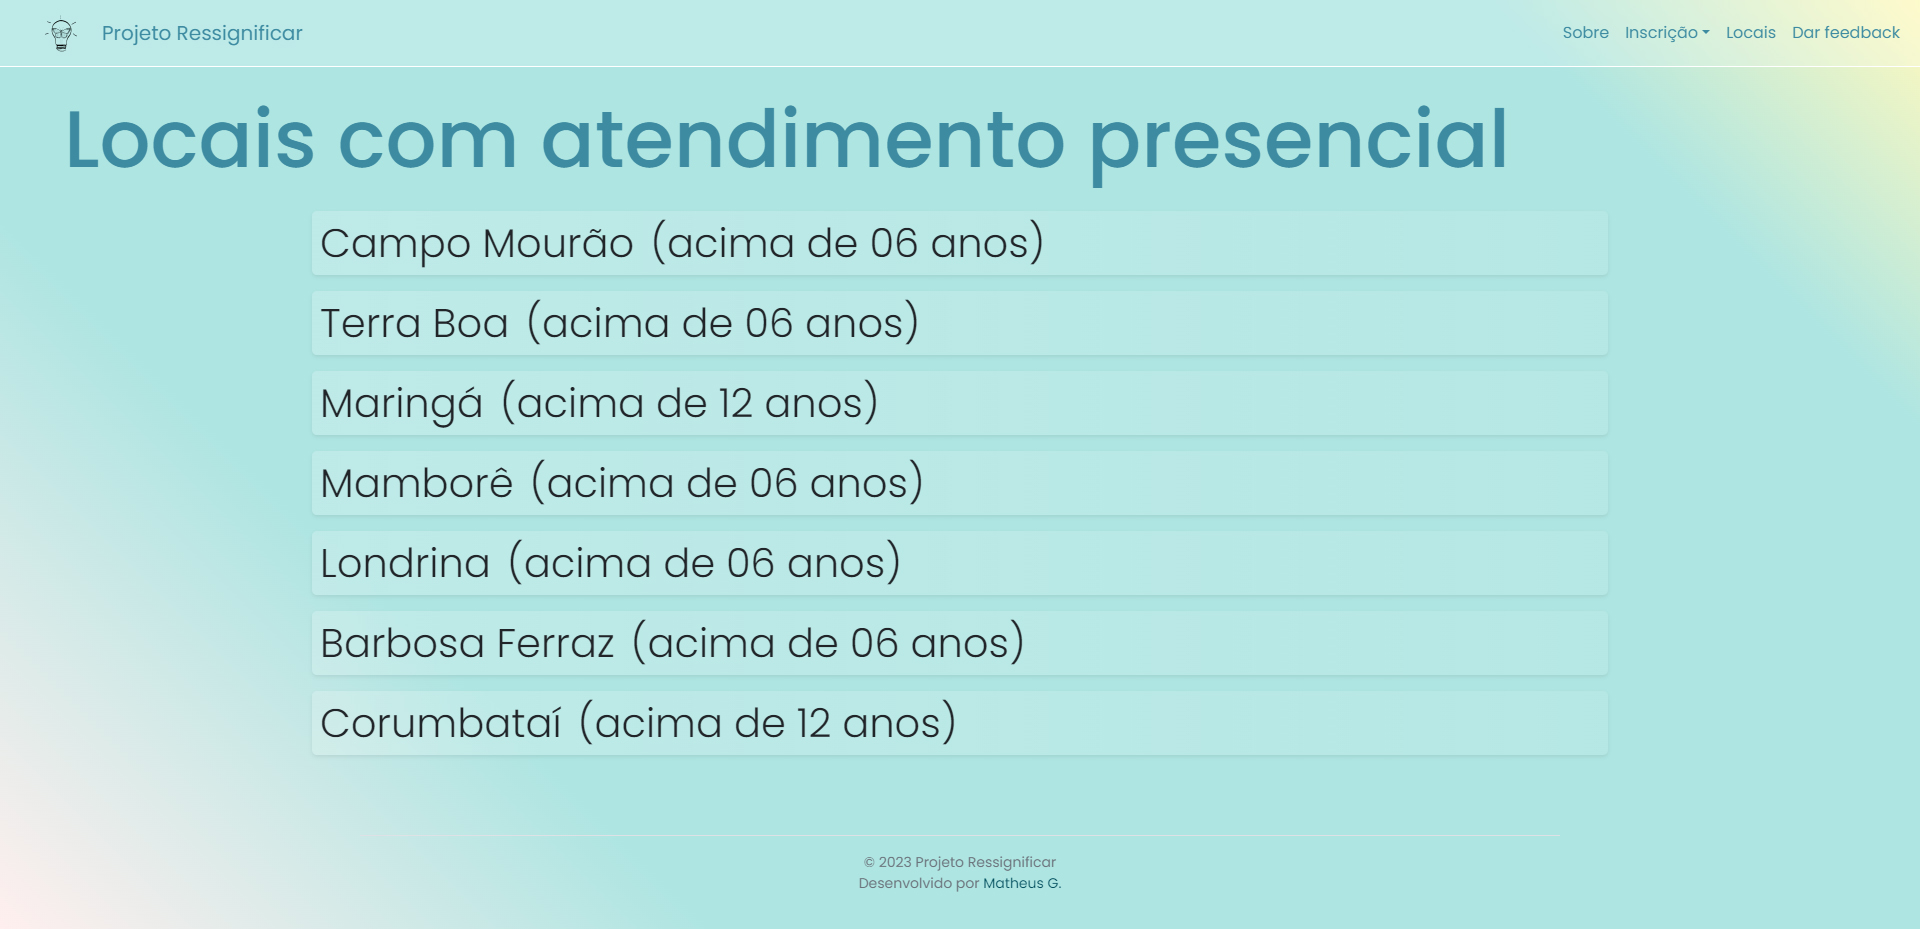 Projeto Ressignificar
Sobre Inscrição Locais Dar feedback
Locais com atendimento presencial
Campo Mourão (acima de 06 anos)
Terra Boa (acima de 06 anos)
Maringá (acima de 12 anos)
Mamborê (acima de 06 anos)
Londrina (acima de 06 anos)
Barbosa Ferraz (acima de 06 anos)
Corumbataí (acima de 12 anos)
© 2023 Projeto Ressignificar
Desenvolvido por Matheus G.